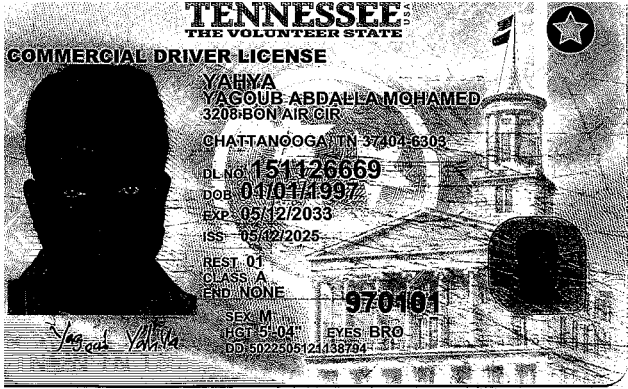 TENNESSEE USA
THE VOLUNTEER STATE
COMMERCIAL DRIVER LICENSE
YAHYA
YAGOUB ABDALLA MOHAMED
3208 BON AIR CIR
CHATTANOOGA, TN 37404-6303
DL NO. 151126669
DOB 01/01/1997
EXP 05/12/2033
ISS 05/12/2025
REST 01
CLASS A
END NONE
970101
SEX M
HGT 5'-04" EYES BRO
DD 5022505121138794
Yagoub Yahya